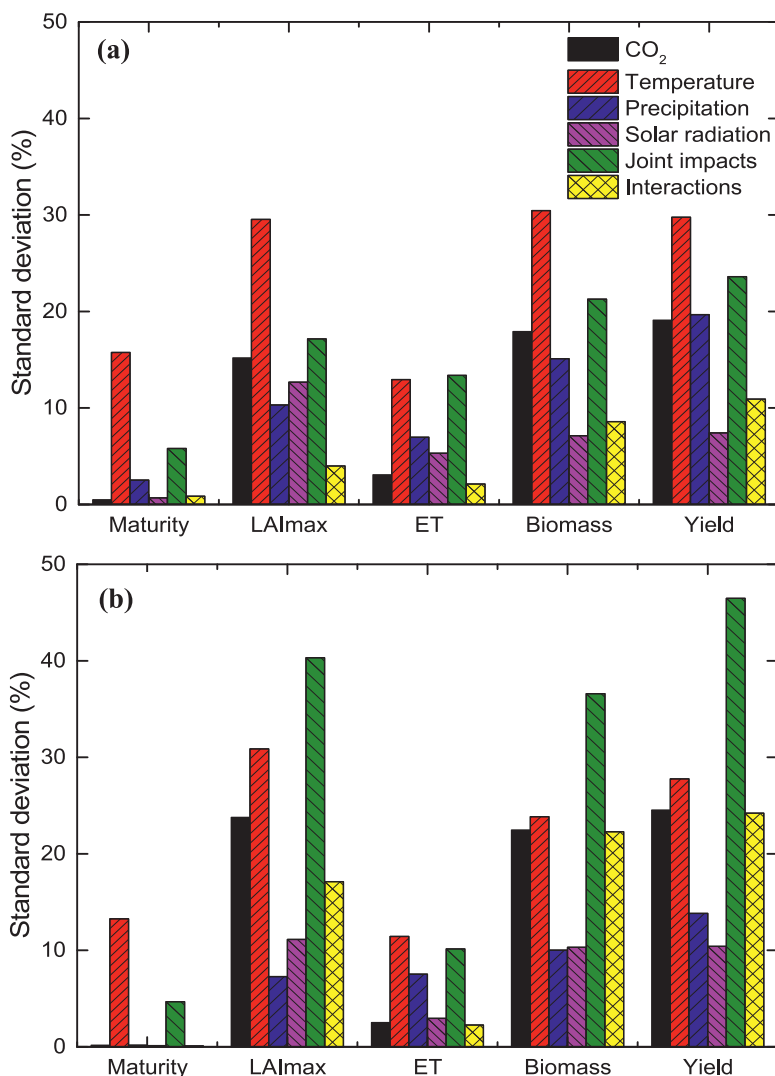 (a)
50
40
30
20
10
0
Standard deviation (%)
CO₂
Temperature
Precipitation
Solar radiation
Joint impacts
Interactions
Maturity LAImax ET Biomass Yield
(b)
50
40
30
20
10
0
Standard deviation (%)
Maturity LAImax ET Biomass Yield